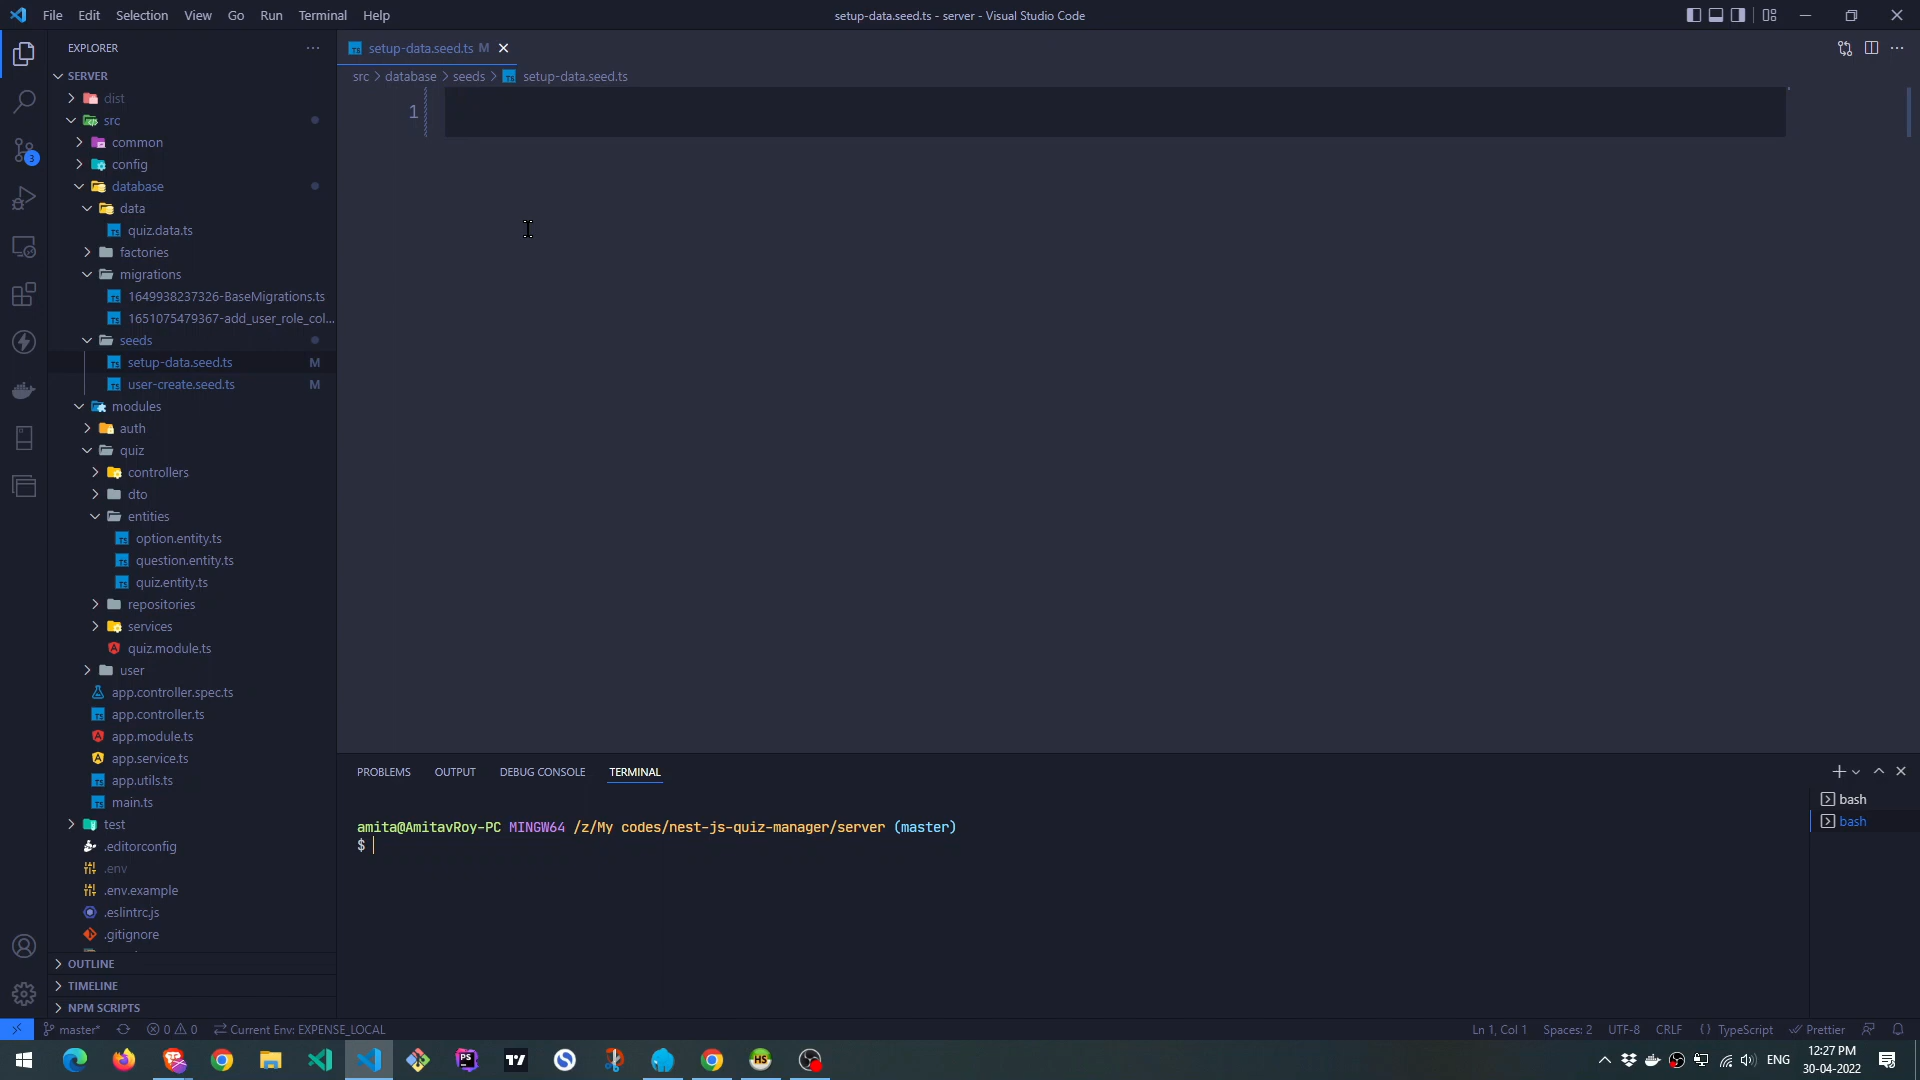 File Edit Selection View Go Run Terminal Help
setup-data.seed.ts - server - Visual Studio Code
EXPLORER
SERVER
dist
src
common
config
database
data
quiz.data.ts
factories
migrations
1649938237326-BaseMigrations.ts
1651075479367-add_user_role_col...
seeds
setup-data.seed.ts M
user-create.seed.ts M
modules
auth
quiz
controllers
dto
entities
option.entity.ts
question.entity.ts
quiz.entity.ts
repositories
services
quiz.module.ts
user
app.controller.spec.ts
app.controller.ts
app.module.ts
app.service.ts
app.utils.ts
main.ts
test
.editorconfig
.env
.env.example
.eslintrc.js
.gitignore
OUTLINE
TIMELINE
NPM SCRIPTS
setup-data.seed.ts M
src > database > seeds > setup-data.seed.ts
1
PROBLEMS OUTPUT DEBUG CONSOLE TERMINAL
amita@AmitavRoy-PC MINGW64 /z/My codes/nest-js-quiz-manager/server (master)
$
bash
bash
3
master* 0 0 Current Env: EXPENSE_LOCAL
Ln 1, Col 1 Spaces: 2 UTF-8 CRLF TypeScript Prettier
PS
HS
ENG
12:27 PM
30-04-2022